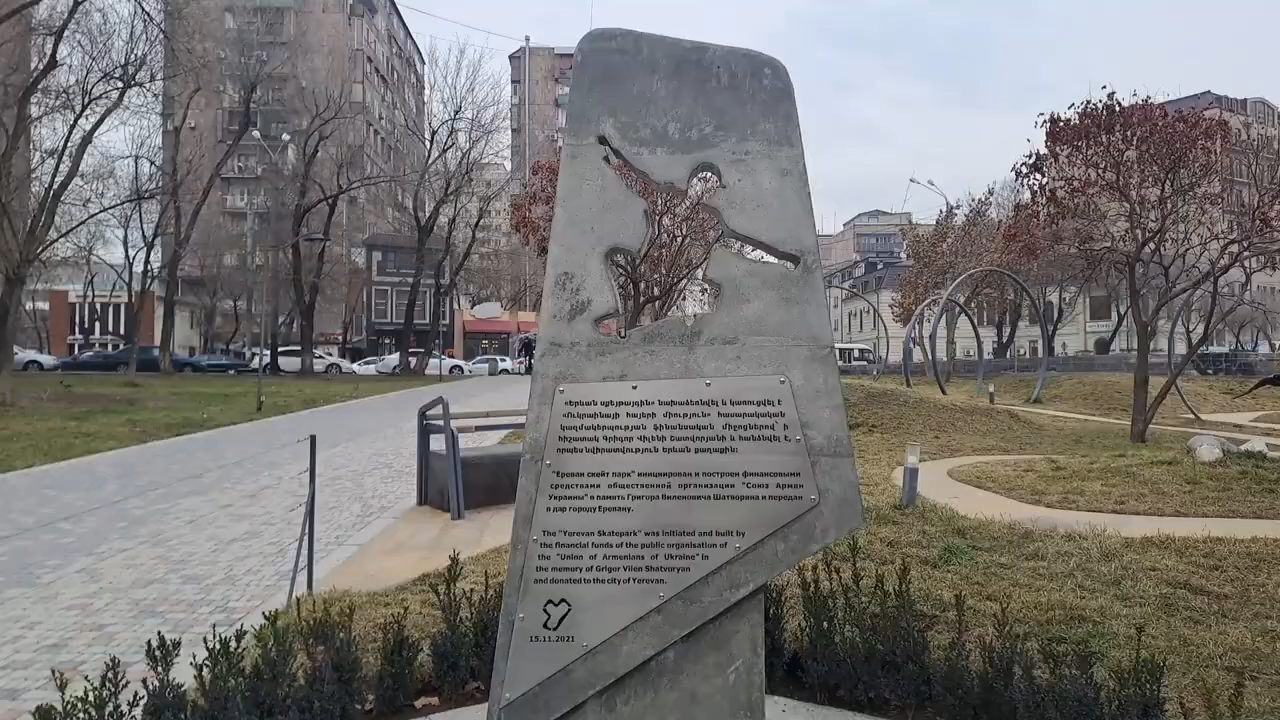 «Երևան սքեյթպարկին» նախաձեռնվել և կառուցվել է
«Ուկրաինայի հայերի միություն» հասարակական
կազմակերպության ֆինանսական միջոցներով՝ ի
հիշատակ Գրիգոր Վիլենի Շատվորյանի և հանձնվել է,
որպես նվիրատվություն Երևան քաղաքին:
"Ереван скейт парк" инициирован и построен финансовыми
средствами общественной организации "Союз Армян
Украины" в память Григора Виленовича Шатворяна и передан
в дар городу Еревану.
The "Yerevan Skatepark" was initiated and built by
the financial funds of the public organisation of
the "Union of Armenians of Ukraine" in
the memory of Grigor Vilen Shatvoryan
and donated to the city of Yerevan.
15.11.2021